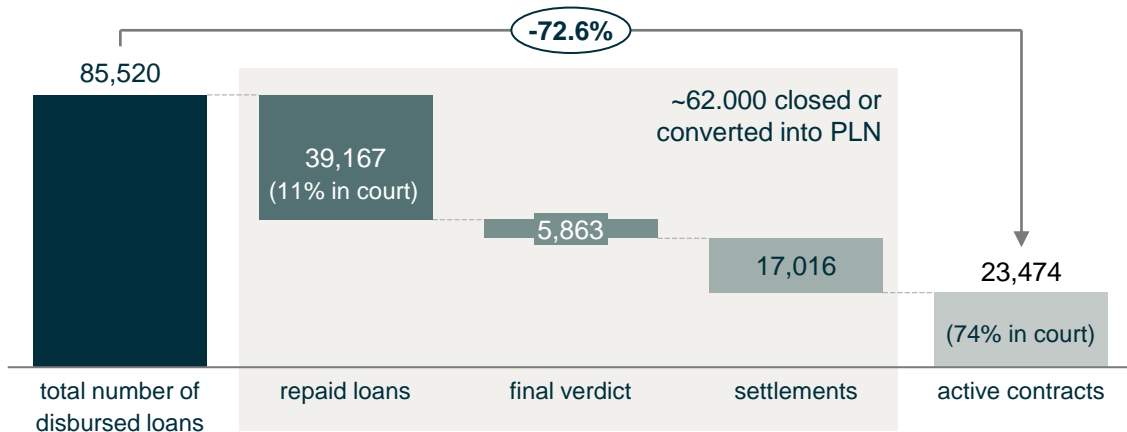 -72.6%
85,520
~62.000 closed or
converted into PLN
39,167
(11% in court)
5,863
17,016
23,474
(74% in court)
total number of
disbursed loans
repaid loans
final verdict
settlements
active contracts